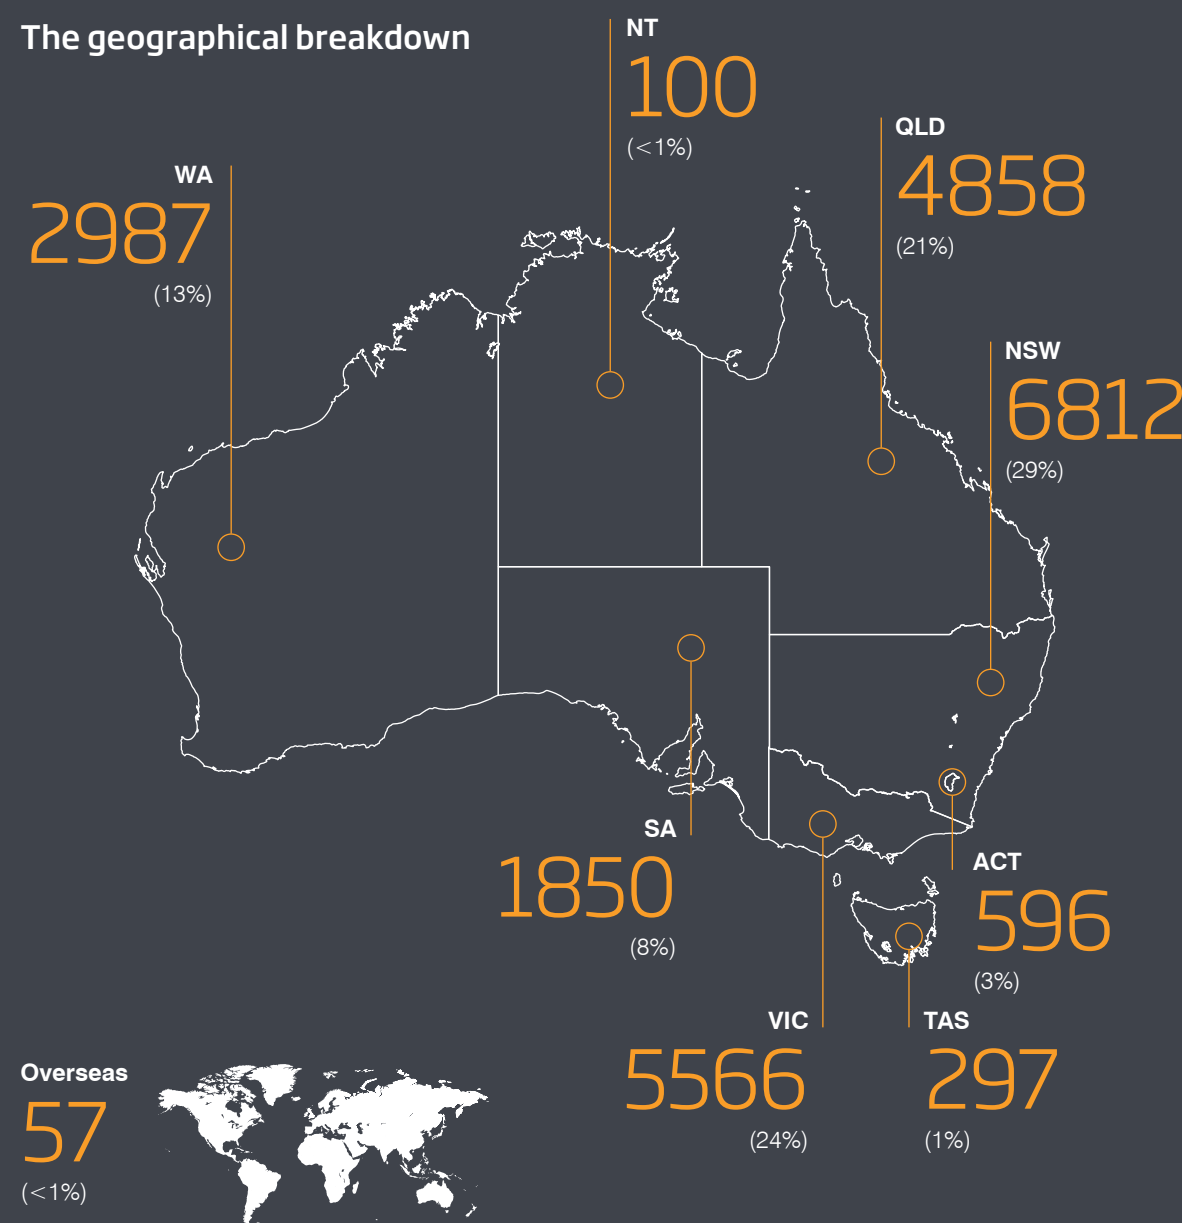 The geographical breakdown
NT
100
(<1%)
QLD
4858
(21%)
WA
2987
(13%)
NSW
6812
(29%)
SA
1850
(8%)
ACT
596
(3%)
VIC
5566
(24%)
TAS
297
(1%)
Overseas
57
(<1%)